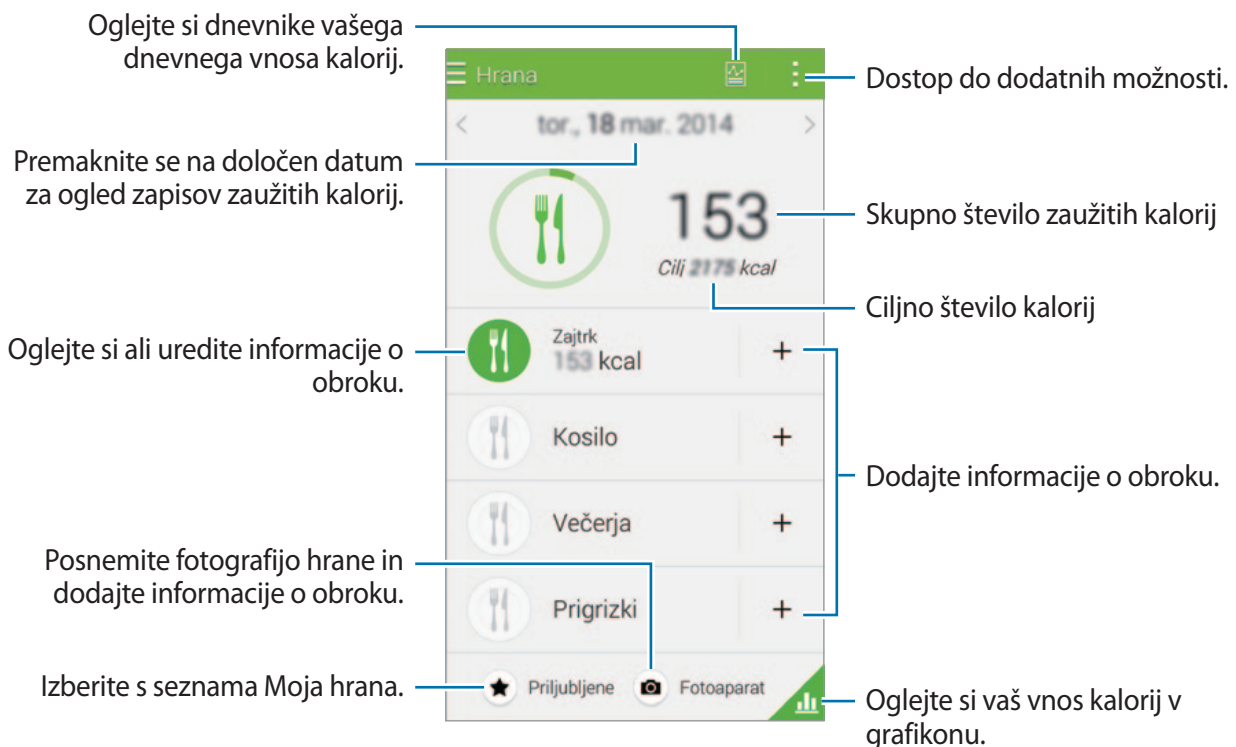 Oglejte si dnevnike vašega
dnevnega vnosa kalorij.
Hrana
Dostop do dodatnih možnosti.
tor., 18 mar. 2014
Premaknite se na določen datum
za ogled zapisov zaužitih kalorij.
153
Skupno število zaužitih kalorij
Cilj 2175 kcal
Ciljno število kalorij
Zajtrk
153 kcal
Oglejte si ali uredite informacije o
obroku.
Kosilo
Dodajte informacije o obroku.
Večerja
Posnemite fotografijo hrane in
dodajte informacije o obroku.
Prigrizki
Izberite s seznama Moja hrana.
Priljubljene
Fotoaparat
Oglejte si vaš vnos kalorij v
grafikonu.